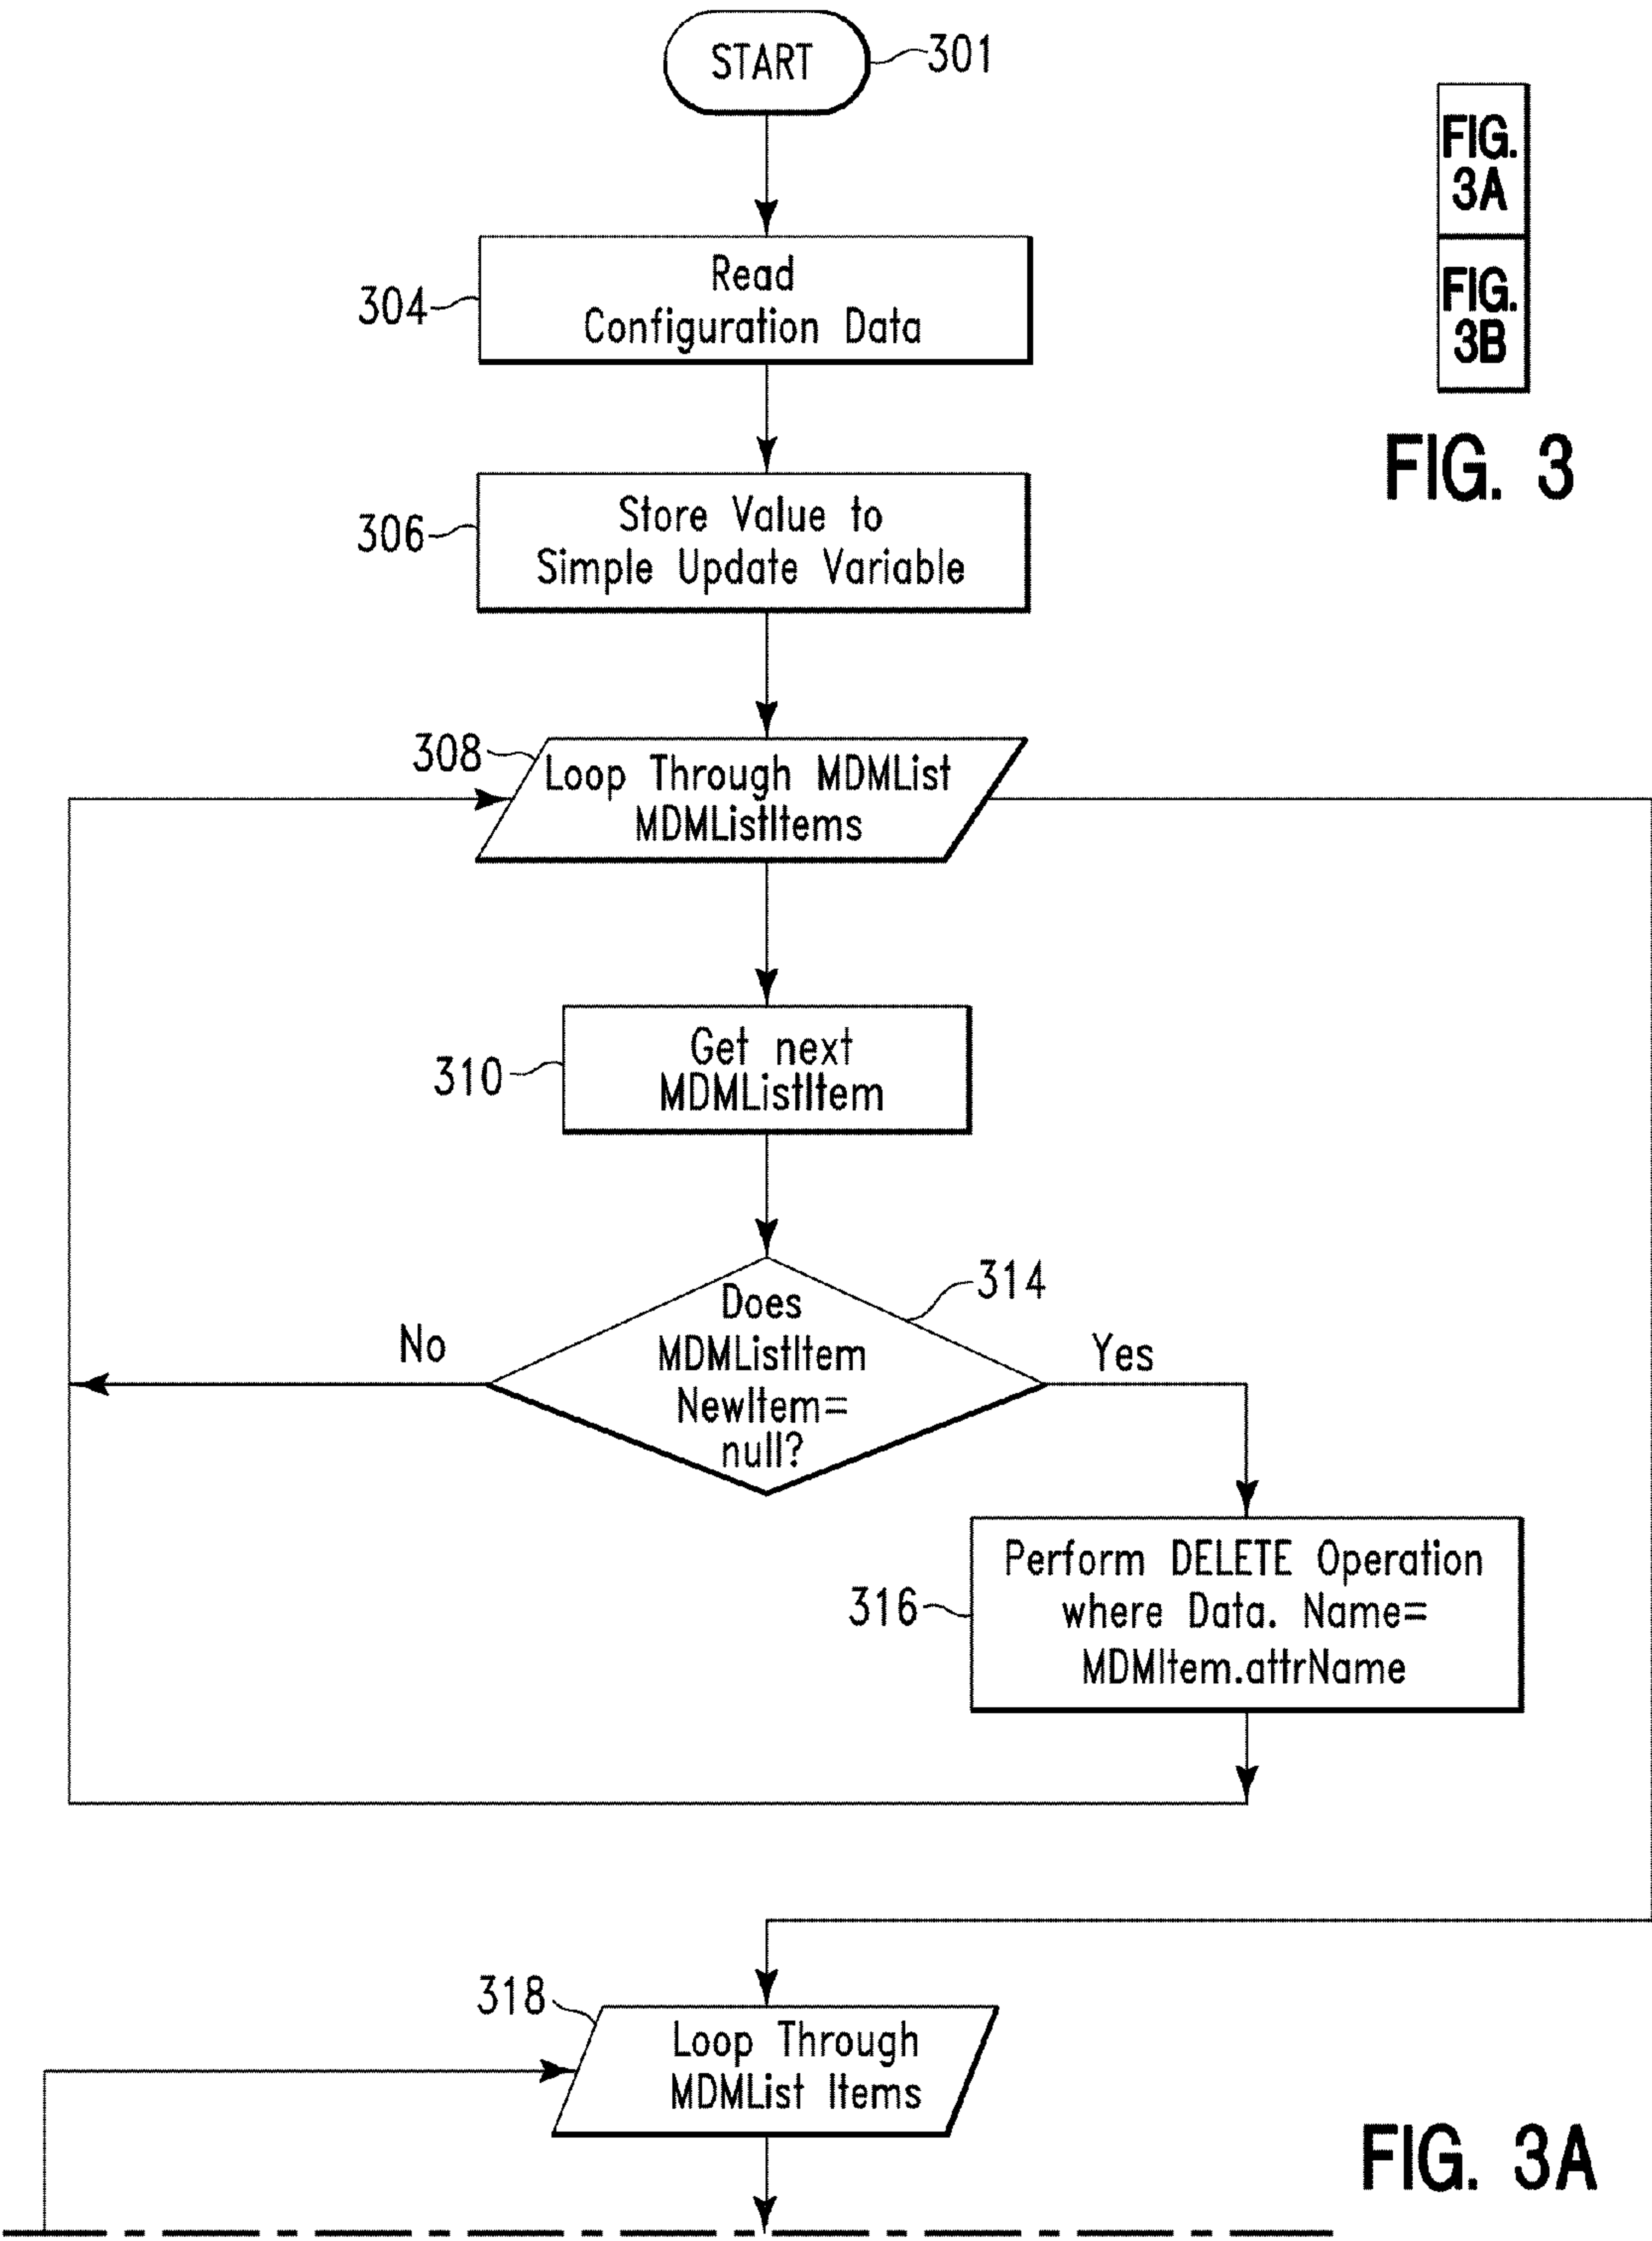 START
301
FIG.
3A
FIG.
3B
FIG. 3
304
Read
Configuration Data
306
Store Value to
Simple Update Variable
308
Loop Through MDMList
MDMListItems
310
Get next
MDMListItem
314
Does
MDMListItem
NewItem=
null?
No
Yes
316
Perform DELETE Operation
where Data. Name=
MDMItem.attrName
318
Loop Through
MDMList Items
FIG. 3A